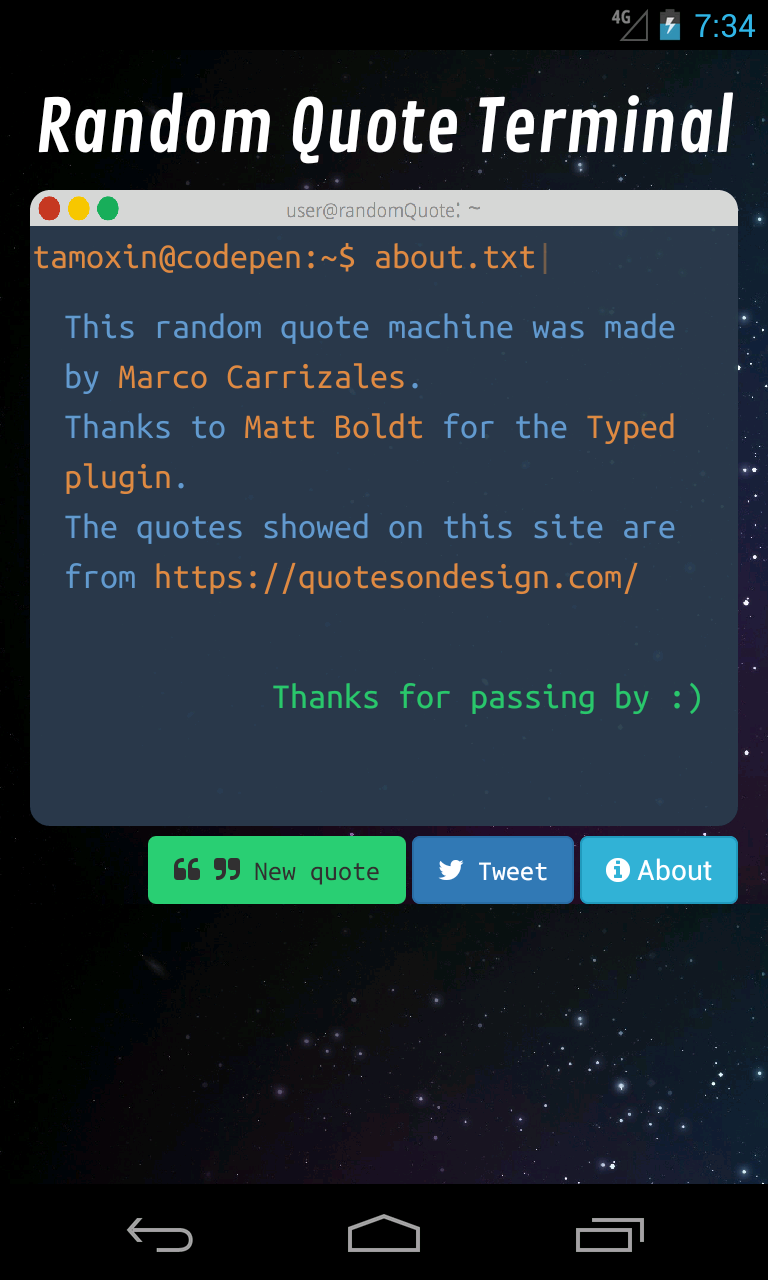 4G 7:34
Random Quote Terminal
user@randomQuote: ~
tamoxin@codepen:~$ about.txt|
This random quote machine was made
by Marco Carrizales.
Thanks to Matt Boldt for the Typed
plugin.
The quotes showed on this site are
from https://quotesondesign.com/
Thanks for passing by :)
New quote Tweet About